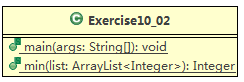 Exercise10_02
main(args: String[]): void
min(list: ArrayList<Integer>): Integer